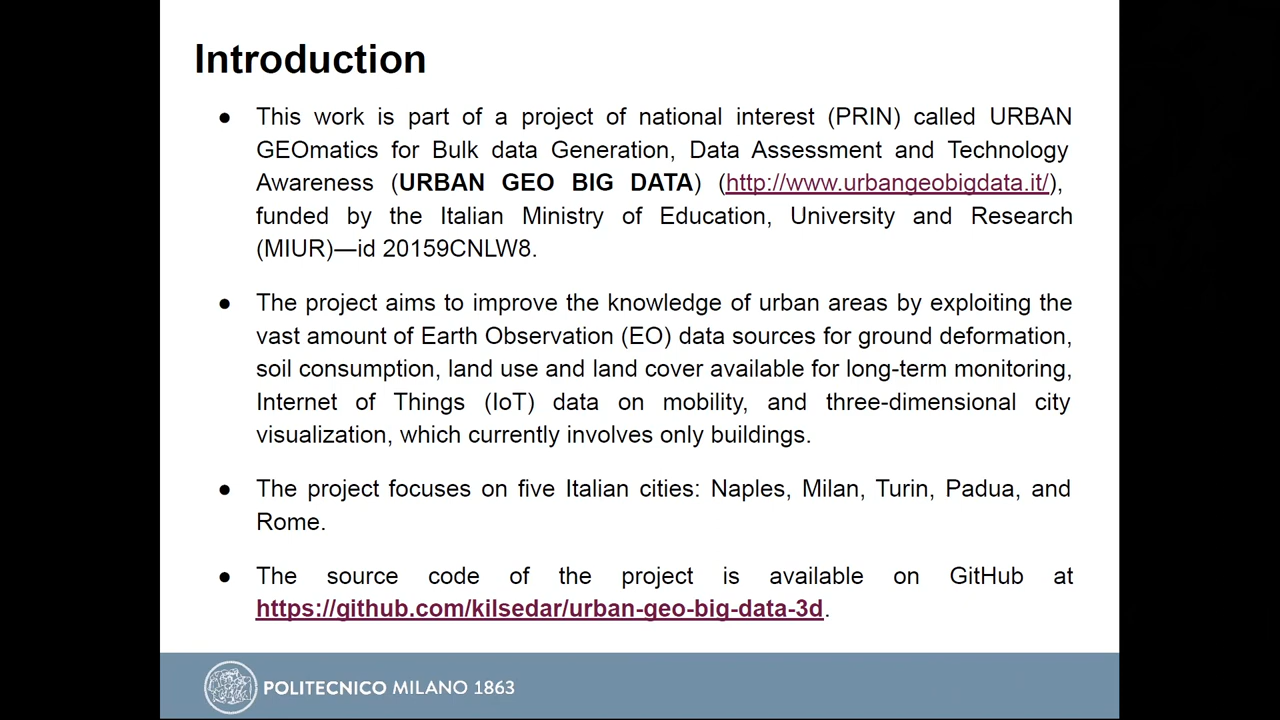 Introduction
● This work is part of a project of national interest (PRIN) called URBAN
GEOmatics for Bulk data Generation, Data Assessment and Technology
Awareness (URBAN GEO BIG DATA) (http://www.urbangeobigdata.it/),
funded by the Italian Ministry of Education, University and Research
(MIUR)—id 20159CNLW8.
● The project aims to improve the knowledge of urban areas by exploiting the
vast amount of Earth Observation (EO) data sources for ground deformation,
soil consumption, land use and land cover available for long-term monitoring,
Internet of Things (IoT) data on mobility, and three-dimensional city
visualization, which currently involves only buildings.
● The project focuses on five Italian cities: Naples, Milan, Turin, Padua, and
Rome.
● The source code of the project is available on GitHub at
https://github.com/kilsedar/urban-geo-big-data-3d.
POLITECNICO MILANO 1863